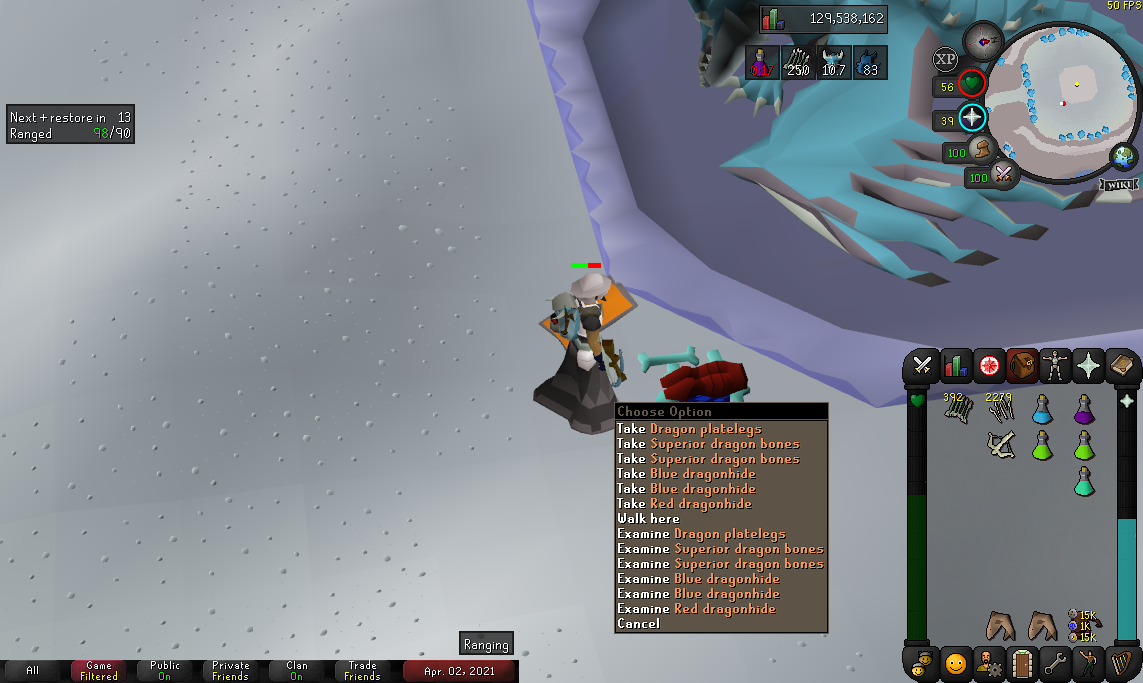 50 FPS
129,538,162
0.17
250
10.7
83
XP
56
39
100
100
WIKI
Next + restore in 13
Ranged 98/90
392
2279
Choose Option
Take Dragon platelegs
Take Superior dragon bones
Take Superior dragon bones
Take Blue dragonhide
Take Blue dragonhide
Take Red dragonhide
Walk here
Examine Dragon platelegs
Examine Superior dragon bones
Examine Superior dragon bones
Examine Blue dragonhide
Examine Blue dragonhide
Examine Red dragonhide
Cancel
15K
1K
15K
Ranging
All
Game
Filtered
Public
On
Private
Friends
Clan
On
Trade
Friends
Apr. 02, 2021